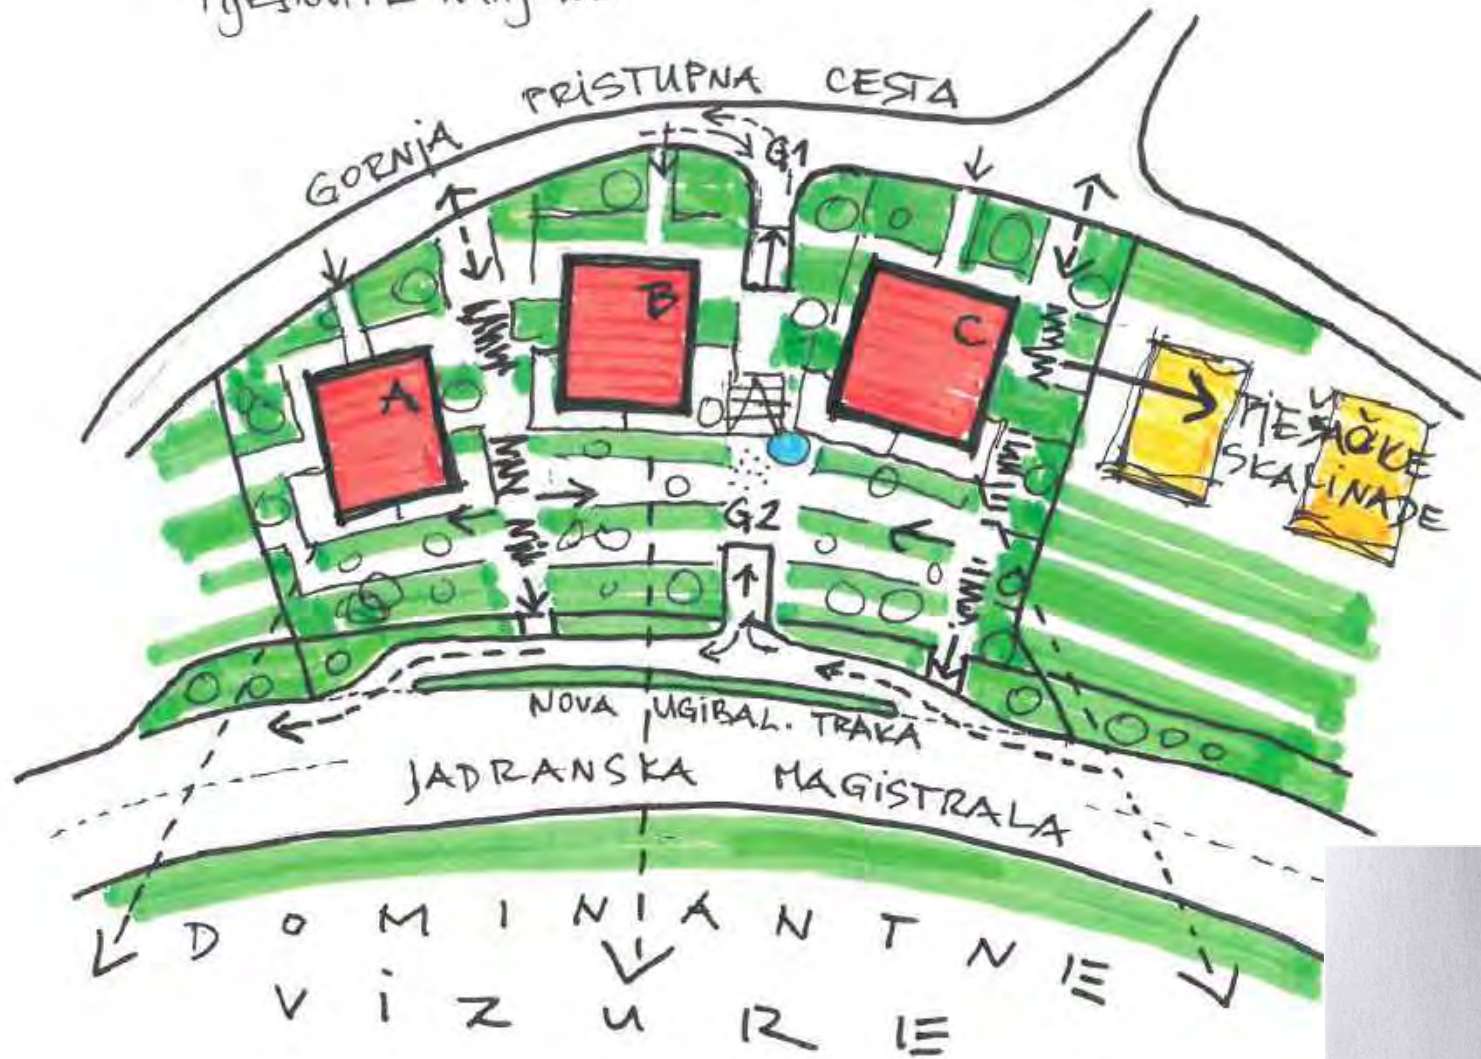 GORNJA PRISTUPNA CESTA
G1
B
C
A
PJEŠAČKE
SKALINADE
G2
NOVA UGIBAL. TRAKA
JADRANSKA MAGISTRALA
DOMINANTNE
VIZURE